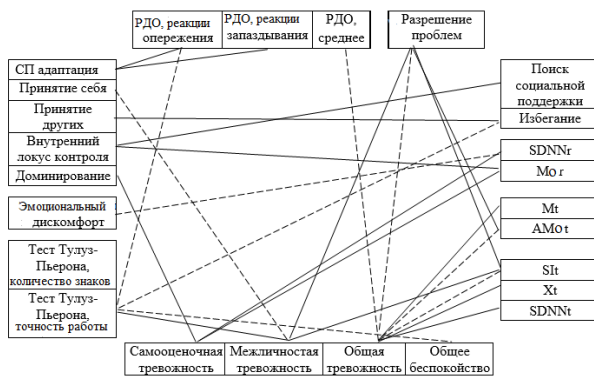 РДО, реакции
опережения
РДО, реакции
запаздывания
РДО,
среднее
Разрешение
проблем
СП адаптация
Принятие себя
Принятие
других
Внутренний
локус контроля
Доминирование
Эмоциональный
дискомфорт
Тест Тулуз-
Пьерона,
количество знаков
Тест Тулуз-
Пьерона,
точность работы
Поиск
социальной
поддержки
Избегание
SDNNr
Mo r
Mt
AMo t
SIt
Xt
SDNNt
Самооценочная
тревожность
Межличностая
тревожность
Общая
тревожность
Общее
беспокойство